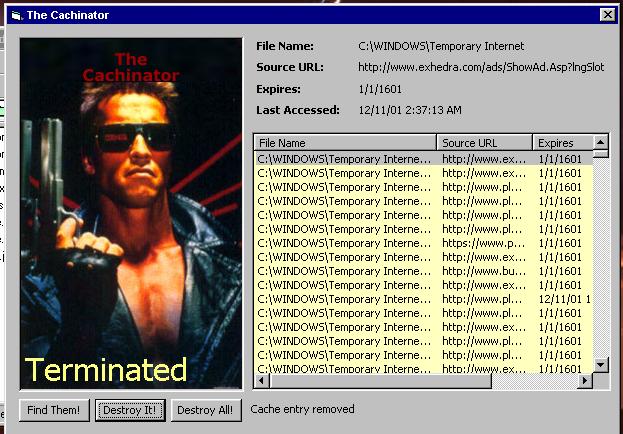 The Cachinator
The
Cachinator
Terminated
File Name: C:\WINDOWS\Temporary Internet
Source URL: http://www.exhedra.com/ads/ShowAd.Asp?lngSlot
Expires: 1/1/1601
Last Accessed: 12/11/01 2:37:13 AM
File Name Source URL Expires
C:\WINDOWS\Temporary Interne... http://www.ex... 1/1/1601
C:\WINDOWS\Temporary Interne... http://www.ex... 1/1/1601
C:\WINDOWS\Temporary Interne... http://www.pl... 1/1/1601
C:\WINDOWS\Temporary Interne... http://www.pl... 1/1/1601
C:\WINDOWS\Temporary Interne... http://www.pl... 1/1/1601
C:\WINDOWS\Temporary Interne... http://www.ex... 1/1/1601
C:\WINDOWS\Temporary Interne... https://www.p... 1/1/1601
C:\WINDOWS\Temporary Interne... http://www.ex... 1/1/1601
C:\WINDOWS\Temporary Interne... http://www.bu... 1/1/1601
C:\WINDOWS\Temporary Interne... http://www.pl... 1/1/1601
C:\WINDOWS\Temporary Interne... http://www.pl... 12/11/01 1
C:\WINDOWS\Temporary Interne... http://www.pl... 1/1/1601
C:\WINDOWS\Temporary Interne... http://www.ex... 1/1/1601
C:\WINDOWS\Temporary Interne... http://www.pl... 1/1/1601
C:\WINDOWS\Temporary Interne... http://www.ex... 1/1/1601
C:\WINDOWS\Temporary Interne... http://www.pl... 1/1/1601
Find Them! Destroy It! Destroy All! Cache entry removed